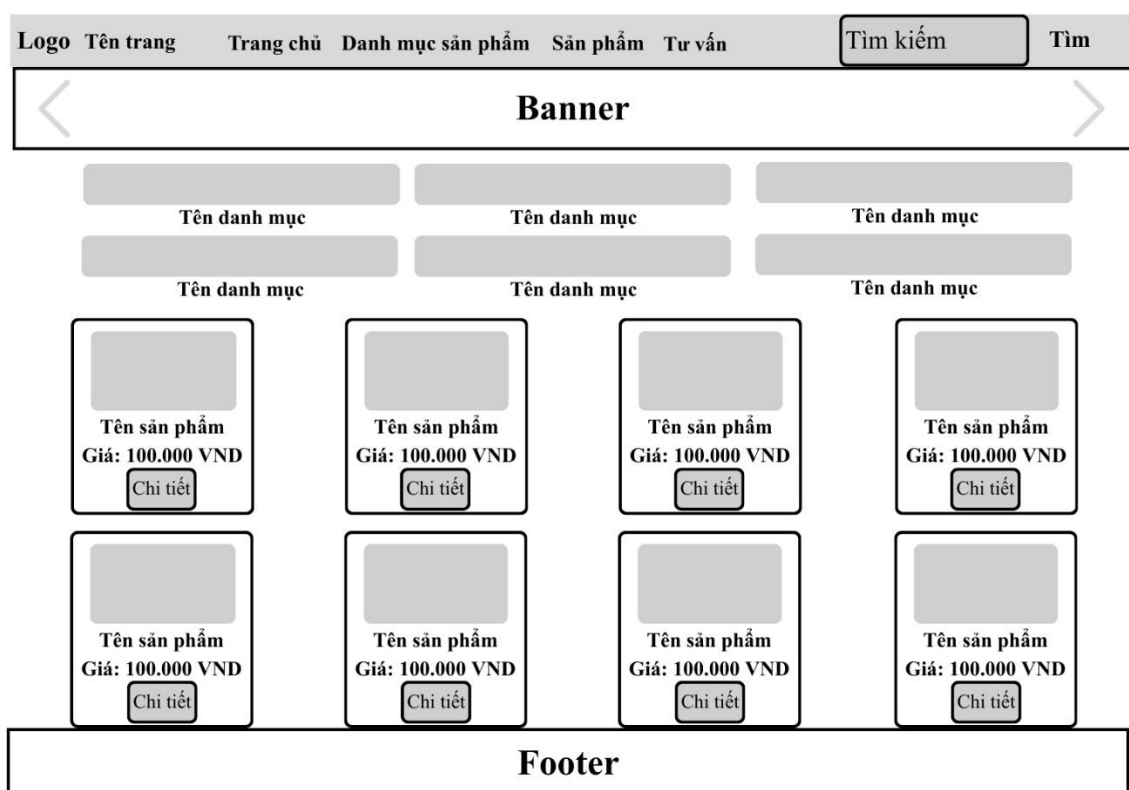 Logo Tên trang Trang chủ Danh mục sản phẩm Sản phẩm Tư vấn Tìm kiếm Tìm
Banner
Tên danh mục Tên danh mục Tên danh mục
Tên danh mục Tên danh mục Tên danh mục
Tên sản phẩm Tên sản phẩm Tên sản phẩm Tên sản phẩm
Giá: 100.000 VND Giá: 100.000 VND Giá: 100.000 VND Giá: 100.000 VND
Chi tiết Chi tiết Chi tiết Chi tiết
Tên sản phẩm Tên sản phẩm Tên sản phẩm Tên sản phẩm
Giá: 100.000 VND Giá: 100.000 VND Giá: 100.000 VND Giá: 100.000 VND
Chi tiết Chi tiết Chi tiết Chi tiết
Footer